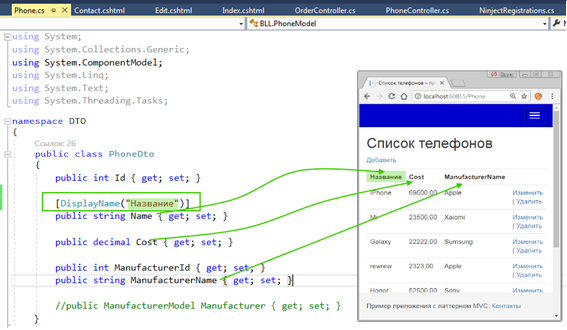 Phone.cs
Contact.cshtml
Edit.cshtml
Index.cshtml
OrderController.cs
PhoneController.cs
NinjectRegistrations.cs
BLL.PhoneModel
using System;
using System.Collections.Generic;
using System.ComponentModel;
using System.Linq;
using System.Text;
using System.Threading.Tasks;
namespace DTO
{
Ссылок: 26
public class PhoneDto
{
public int Id { get; set; }
[DisplayName("Название")]
public string Name { get; set; }
public decimal Cost { get; set; }
public int ManufacturerId { get; set; }
public string ManufacturerName { get; set; }
//public ManufacturerModel Manufacturer { get; set; }
}
Список телефонов – пр
localhost:60815/Phone
Список телефонов
Добавить
Название Cost ManufacturerName
iPhone 69000,00 Apple Изменить
| Удалить
Mi 23500,00 Xaiomi Изменить
| Удалить
Galaxy 22222,00 Sumsung Изменить
| Удалить
rewrew 2323,00 Apple Изменить
| Удалить
Honor 52500,00 Sony Изменить
Пример приложения с паттерном MVC. Контакты